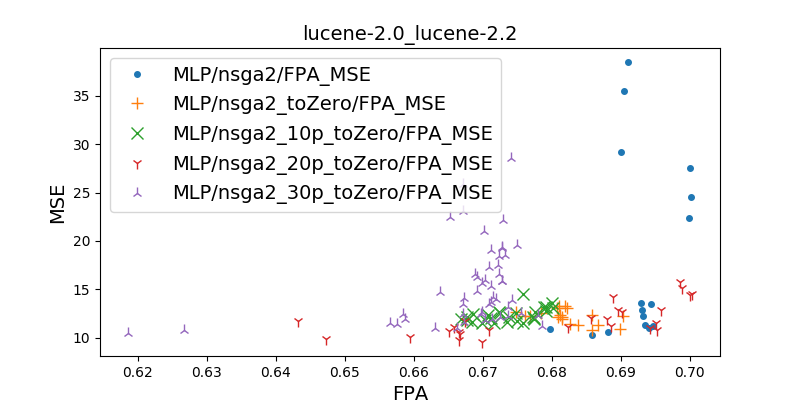 lucene-2.0_lucene-2.2
MLP/nsga2/FPA_MSE
MLP/nsga2_toZero/FPA_MSE
MLP/nsga2_10p_toZero/FPA_MSE
MLP/nsga2_20p_toZero/FPA_MSE
MLP/nsga2_30p_toZero/FPA_MSE
MSE
35
30
25
20
15
10
0.62 0.63 0.64 0.65 0.66 0.67 0.68 0.69 0.70
FPA